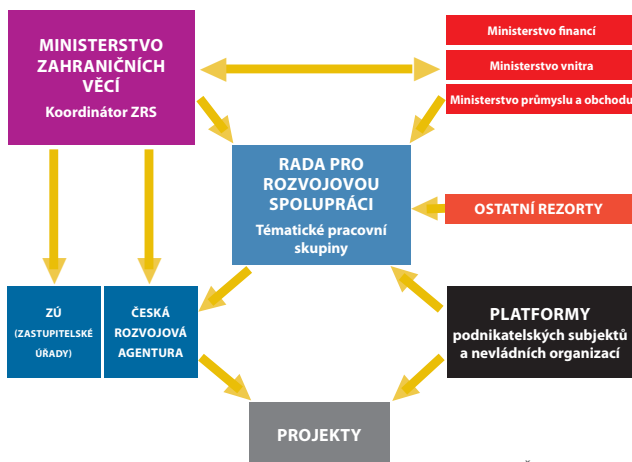 MINISTERSTVO
ZAHRANIČNÍCH
VĚCÍ
Koordinátor ZRS
Ministerstvo financí
Ministerstvo vnitra
Ministerstvo průmyslu a obchodu
RADA PRO
ROZVOJOVOU
SPOLUPRÁCI
Tématické pracovní
skupiny
OSTATNÍ REZORTY
ZÚ
(ZASTUPITELSKÉ
ÚŘADY)
ČESKÁ
ROZVOJOVÁ
AGENTURA
PLATFORMY
podnikatelských subjektů
a nevládních organizací
PROJEKTY